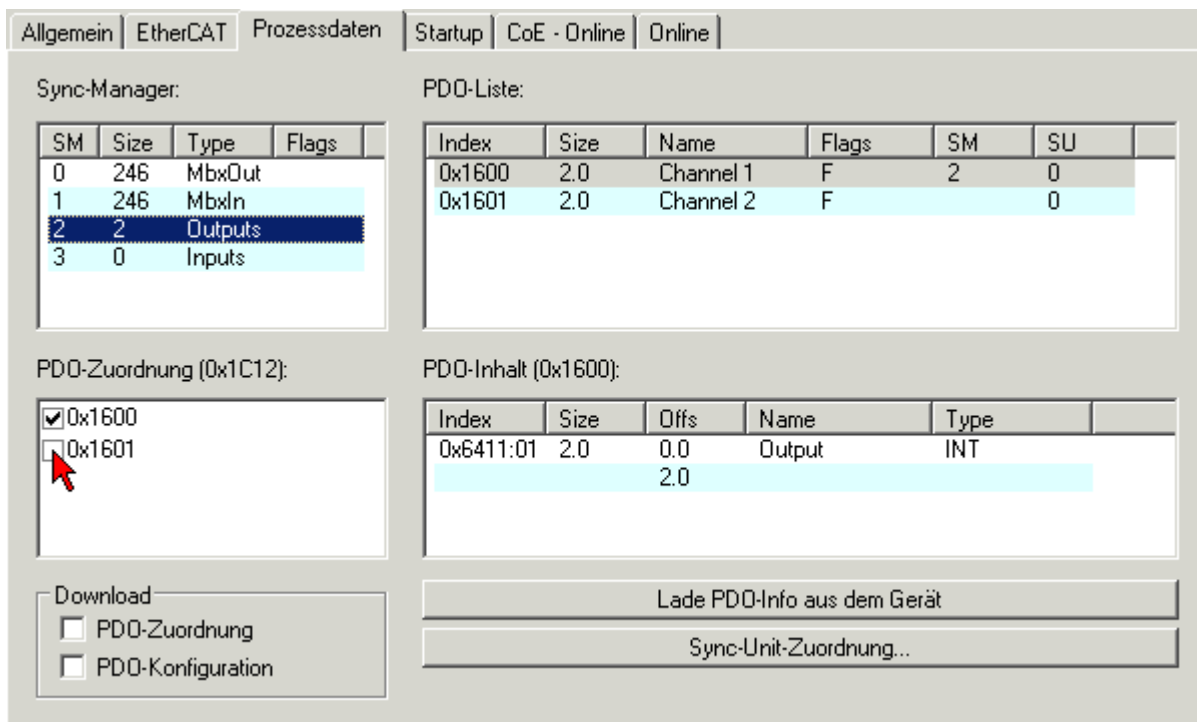 Allgemein EtherCAT Prozessdaten Startup CoE - Online Online
Sync-Manager:
SM Size Type Flags
0 246 MbxOut
1 246 MbxIn
2 2 Outputs
3 0 Inputs
PDO-Liste:
Index Size Name Flags SM SU
0x1600 2.0 Channel 1 F 2 0
0x1601 2.0 Channel 2 F 0
PDO-Zuordnung (0x1C12):
0x1600
0x1601
PDO-Inhalt (0x1600):
Index Size Offs Name Type
0x6411:01 2.0 0.0 Output INT
2.0
Download
PDO-Zuordnung
PDO-Konfiguration
Lade PDO-Info aus dem Gerät
Sync-Unit-Zuordnung...